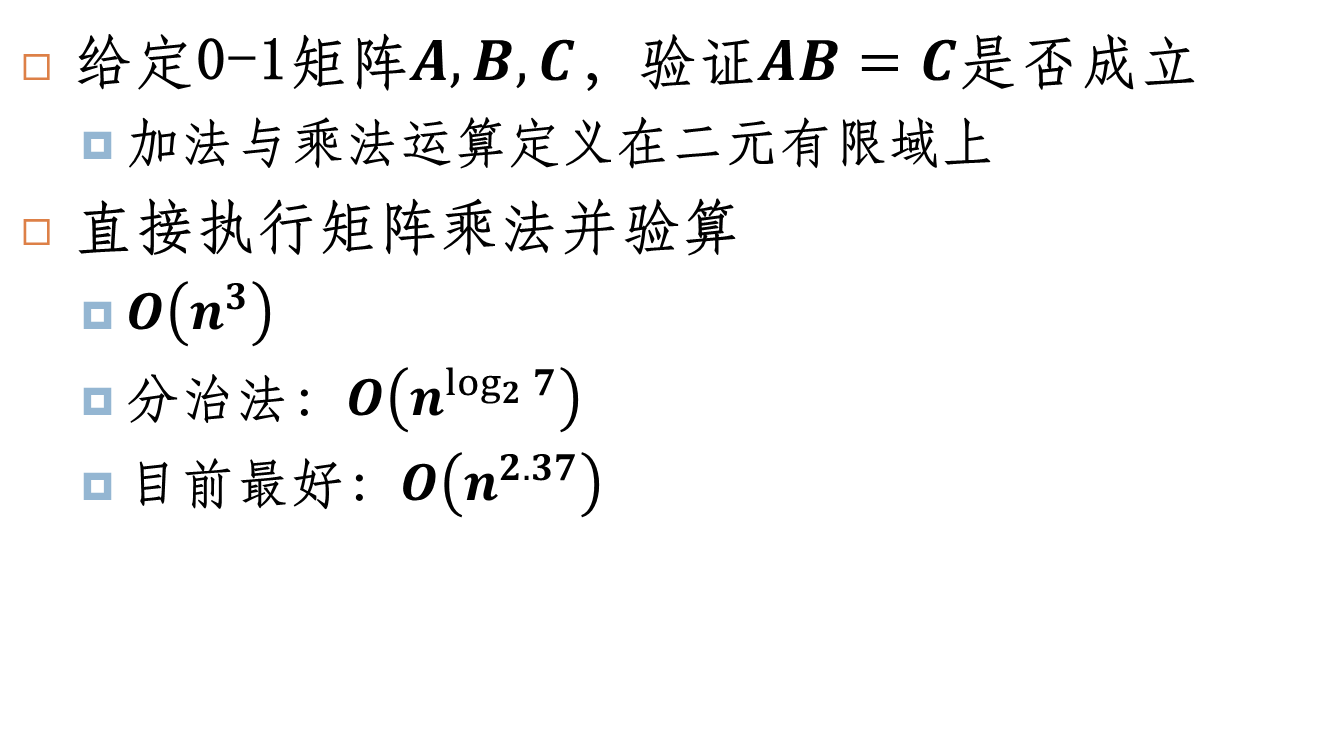 给定0-1矩阵A, B, C，验证AB = C是否成立
加法与乘法运算定义在二元有限域上
直接执行矩阵乘法并验算
O(n³)
分治法：O(n^(log₂ 7))
目前最好：O(n^2.37)